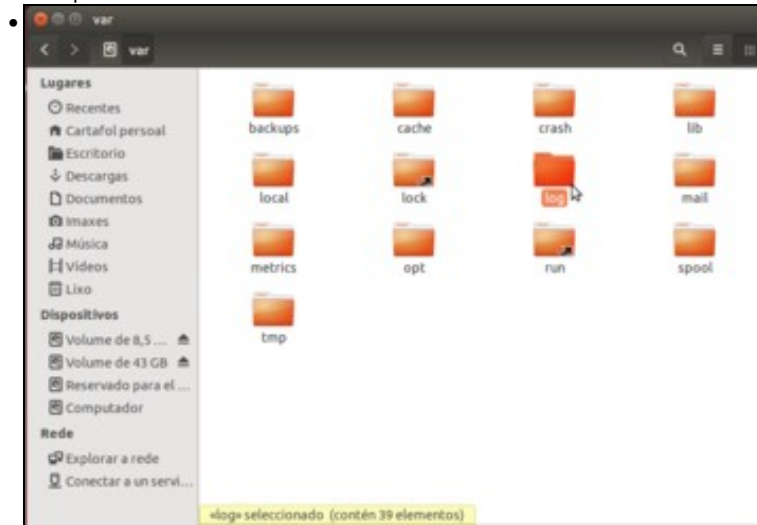 var
var
Lugares
Recentes
Cartafol persoal
Escritorio
Descargas
Documentos
Imaxes
Música
Vídeos
Lixo
Dispositivos
Volume de 8,5 ...
Volume de 43 GB
Reservado para el ...
Computador
Rede
Explorar a rede
Conectar a un servi...
backups cache crash lib
local lock log mail
metrics opt run spool
tmp
«log» seleccionado (contén 39 elementos)